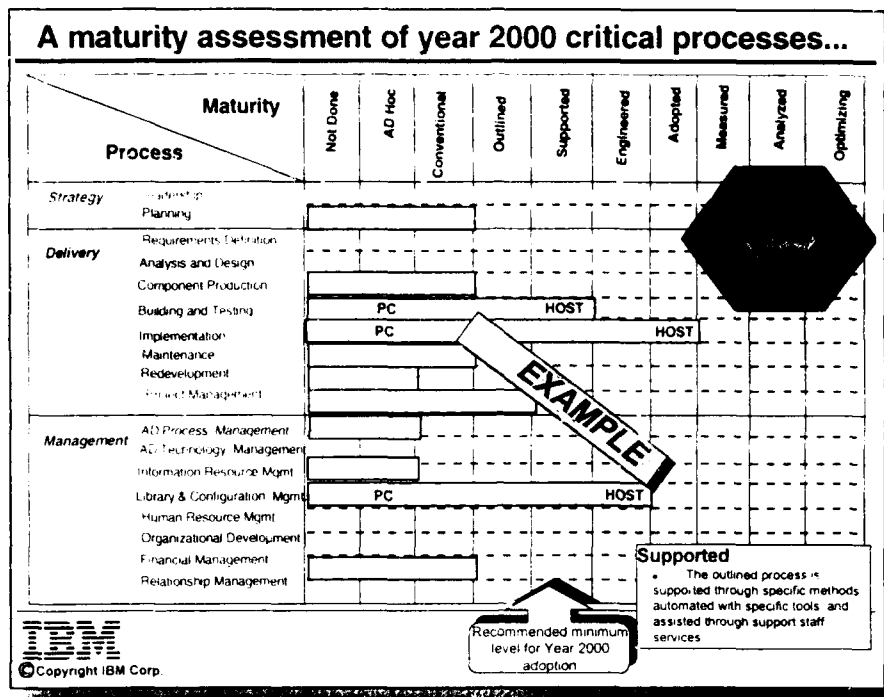 A maturity assessment of year 2000 critical processes...
Maturity
Process
Not Done
AD Hoc
Conventional
Outlined
Supported
Engineered
Adopted
Measured
Analyzed
Optimizing
Strategy
Leadership
Planning
Delivery
Requirements Definition
Analysis and Design
Component Production
Building and Testing
PC HOST
Implementation
PC HOST
Maintenance
Redevelopment
Project Management
EXAMPLE
Management
AD Process Management
AD Technology Management
Information Resource Mgmt
Library & Configuration Mgmt
PC HOST
Human Resource Mgmt
Organizational Development
Financial Management
Relationship Management
Supported
• The outlined process is
supported through specific methods
automated with specific tools and
assisted through support staff
services
Recommended minimum
level for Year 2000
adoption
IBM
© Copyright IBM Corp.